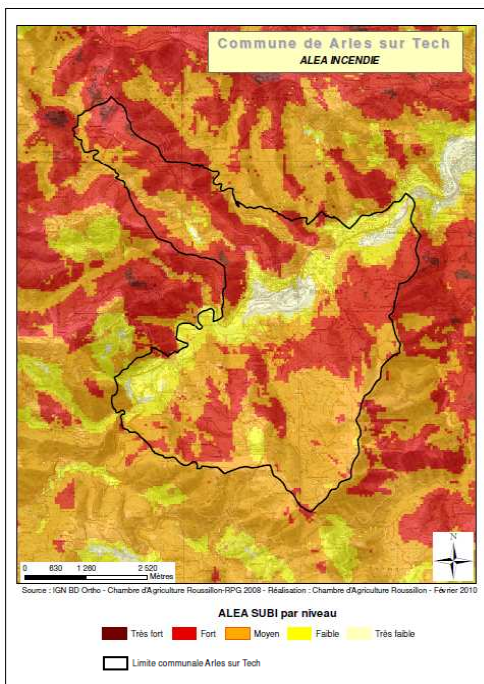 Commune de Arles sur Tech
ALEA INCENDIE
N
0 630 1 260 2 520
Mètres
Source : IGN BD Ortho - Chambre d'Agriculture Roussillon-RPG 2008 - Réalisation : Chambre d'Agriculture Roussillon - Février 2010
ALEA SUBI par niveau
Très fort Fort Moyen Faible Très faible
Limite communale Arles sur Tech